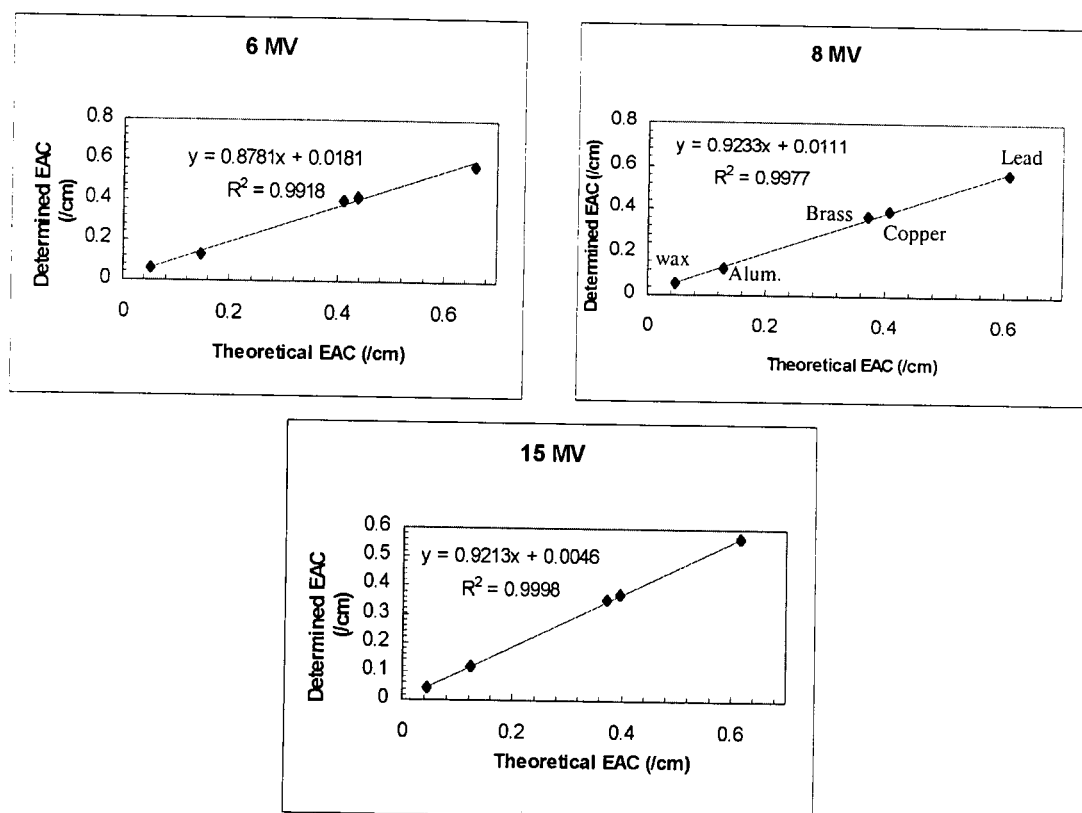 6 MV
0.8
0.6
0.4
0.2
0
y = 0.8781x + 0.0181
R² = 0.9918
Determined EAC
(/cm)
0 0.2 0.4 0.6
Theoretical EAC (/cm)
8 MV
0.8
0.6
0.4
0.2
0
y = 0.9233x + 0.0111
R² = 0.9977
Lead
Brass
Copper
wax
Alum.
Determined EAC (/cm)
0 0.2 0.4 0.6
Theoretical EAC (/cm)
15 MV
0.6
0.5
0.4
0.3
0.2
0.1
0
y = 0.9213x + 0.0046
R² = 0.9998
Determined EAC
(/cm)
0 0.2 0.4 0.6
Theoretical EAC (/cm)